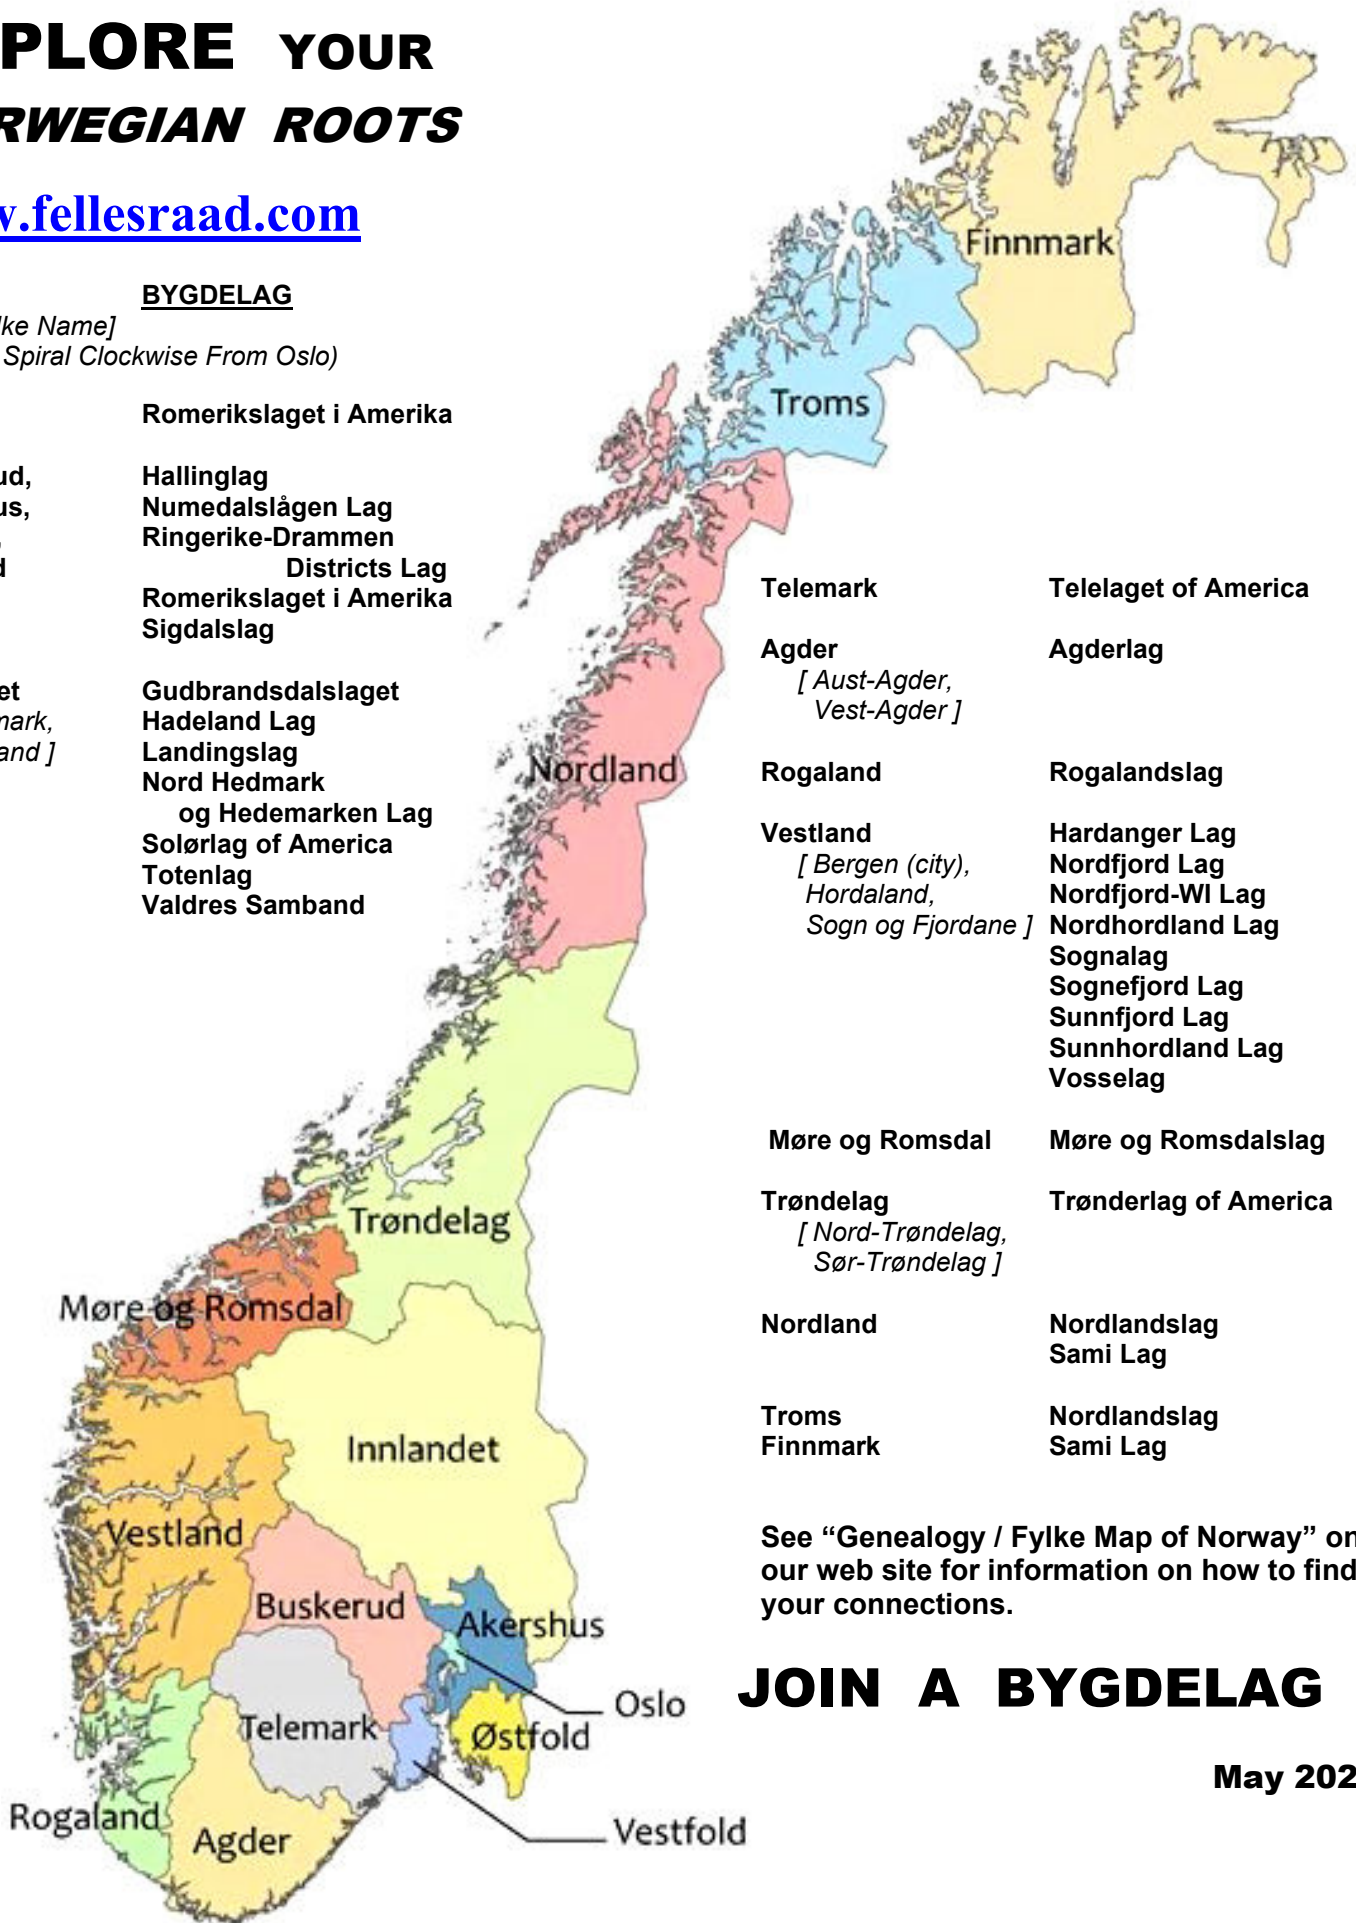 PLORE YOUR
RWEGIAN ROOTS
.fellesraad.com
BYGDELAG
lke Name]
Spiral Clockwise From Oslo)
Romerikslaget i Amerika
ud, Hallinglag
us, Numedalslågen Lag
Ringerike-Drammen
Districts Lag
Romerikslaget i Amerika
Sigdalslag
et Gudbrandsdalslaget
mark, Hadeland Lag
and ] Landingslag
Nord Hedmark
og Hedemarken Lag
Solørlag of America
Totenlag
Valdres Samband
Telemark Telelaget of America
Agder Agderlag
[ Aust-Agder,
Vest-Agder ]
Rogaland Rogalandslag
Vestland Hardanger Lag
[ Bergen (city), Nordfjord Lag
Hordaland, Nordfjord-WI Lag
Sogn og Fjordane ] Nordhordland Lag
Sognalag
Sognefjord Lag
Sunnfjord Lag
Sunnhordland Lag
Vosselag
Møre og Romsdal Møre og Romsdalslag
Trøndelag Trønderlag of America
[ Nord-Trøndelag,
Sør-Trøndelag ]
Nordland Nordlandslag
Sami Lag
Troms Nordlandslag
Finnmark Sami Lag
See “Genealogy / Fylke Map of Norway” on
our web site for information on how to find
your connections.
JOIN A BYGDELAG
May 202
Finnmark
Troms
Nordland
Trøndelag
Møre og Romsdal
Innlandet
Vestland
Buskerud
Akershus
Oslo
Telemark
Østfold
Rogaland
Agder
Vestfold